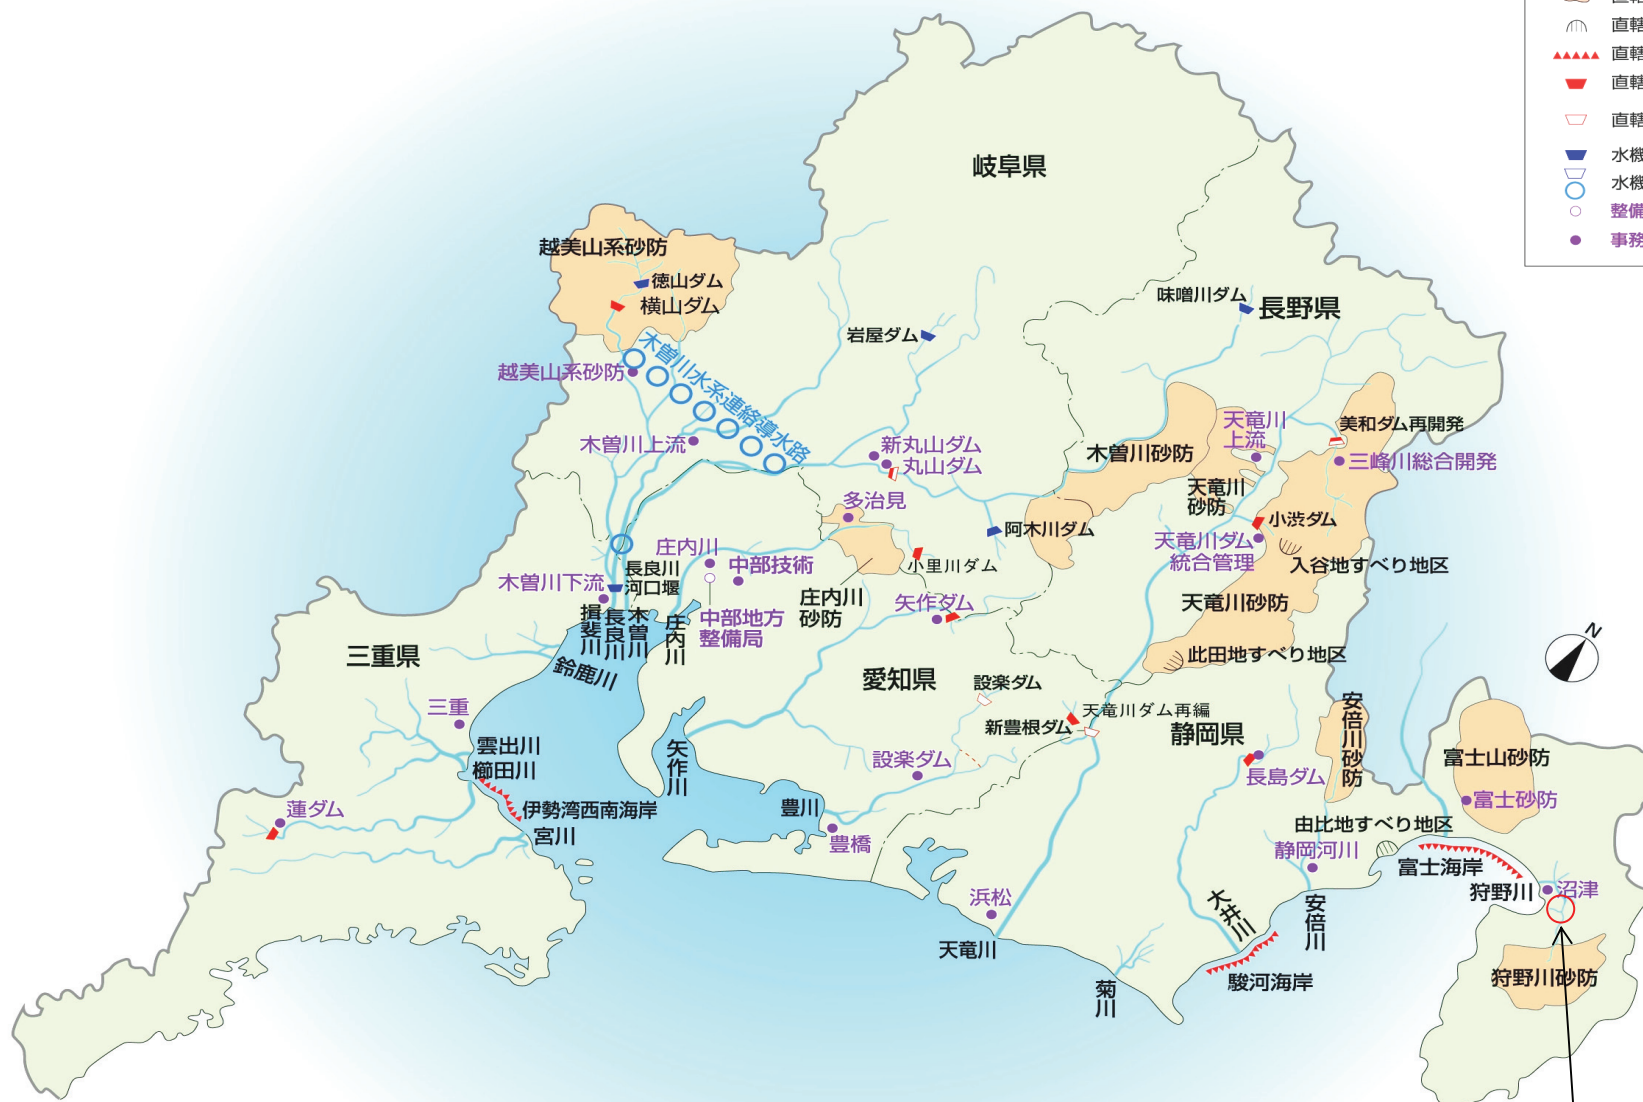 直轄
直轄
直轄
直轄
水機
水機
整備
事務
岐阜県
越美山系砂防
徳山ダム
横山ダム
味噌川ダム
長野県
岩屋ダム
木曽川水系連絡導水路
越美山系砂防
木曽川上流
新丸山ダム
丸山ダム
木曽川砂防
天竜川
上流
美和ダム再開発
三峰川総合開発
天竜川
砂防
多治見
阿木川ダム
小渋ダム
天竜川ダム
統合管理
入谷地すべり地区
庄内川
中部技術
小里川ダム
長良川
河口堰
木曽川下流
庄内川
砂防
矢作ダム
天竜川砂防
揖斐川
長良川
木曽川
庄内川
中部地方
整備局
三重県
鈴鹿川
愛知県
此田地すべり地区
N
設楽ダム
三重
天竜川ダム再編
新豊根ダム
静岡県
安倍川砂防
雲出川
櫛田川
矢作川
設楽ダム
長島ダム
富士山砂防
富士砂防
蓮ダム
伊勢湾西南海岸
宮川
豊川
豊橋
由比地すべり地区
静岡河川
富士海岸
狩野川
沼津
浜松
天竜川
大井川
安倍川
菊川
駿河海岸
狩野川砂防